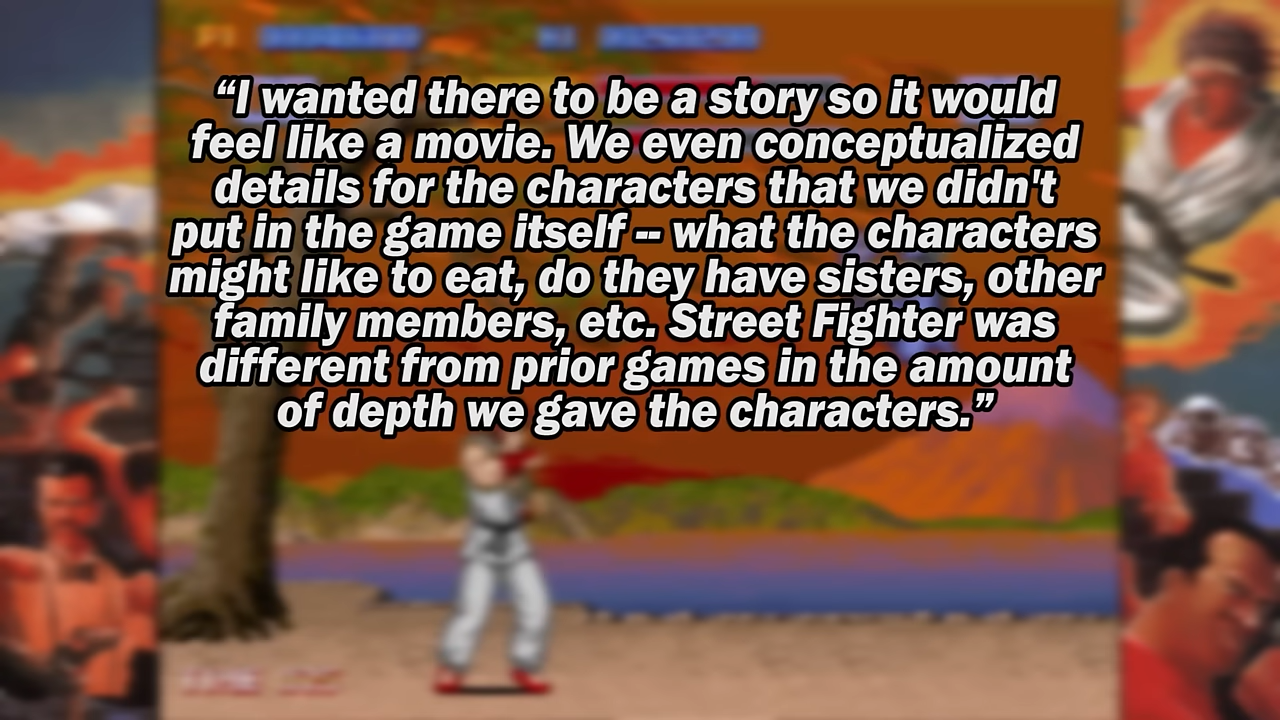 “I wanted there to be a story so it would
feel like a movie. We even conceptualized
details for the characters that we didn't
put in the game itself -- what the characters
might like to eat, do they have sisters, other
family members, etc. Street Fighter was
different from prior games in the amount
of depth we gave the characters.”